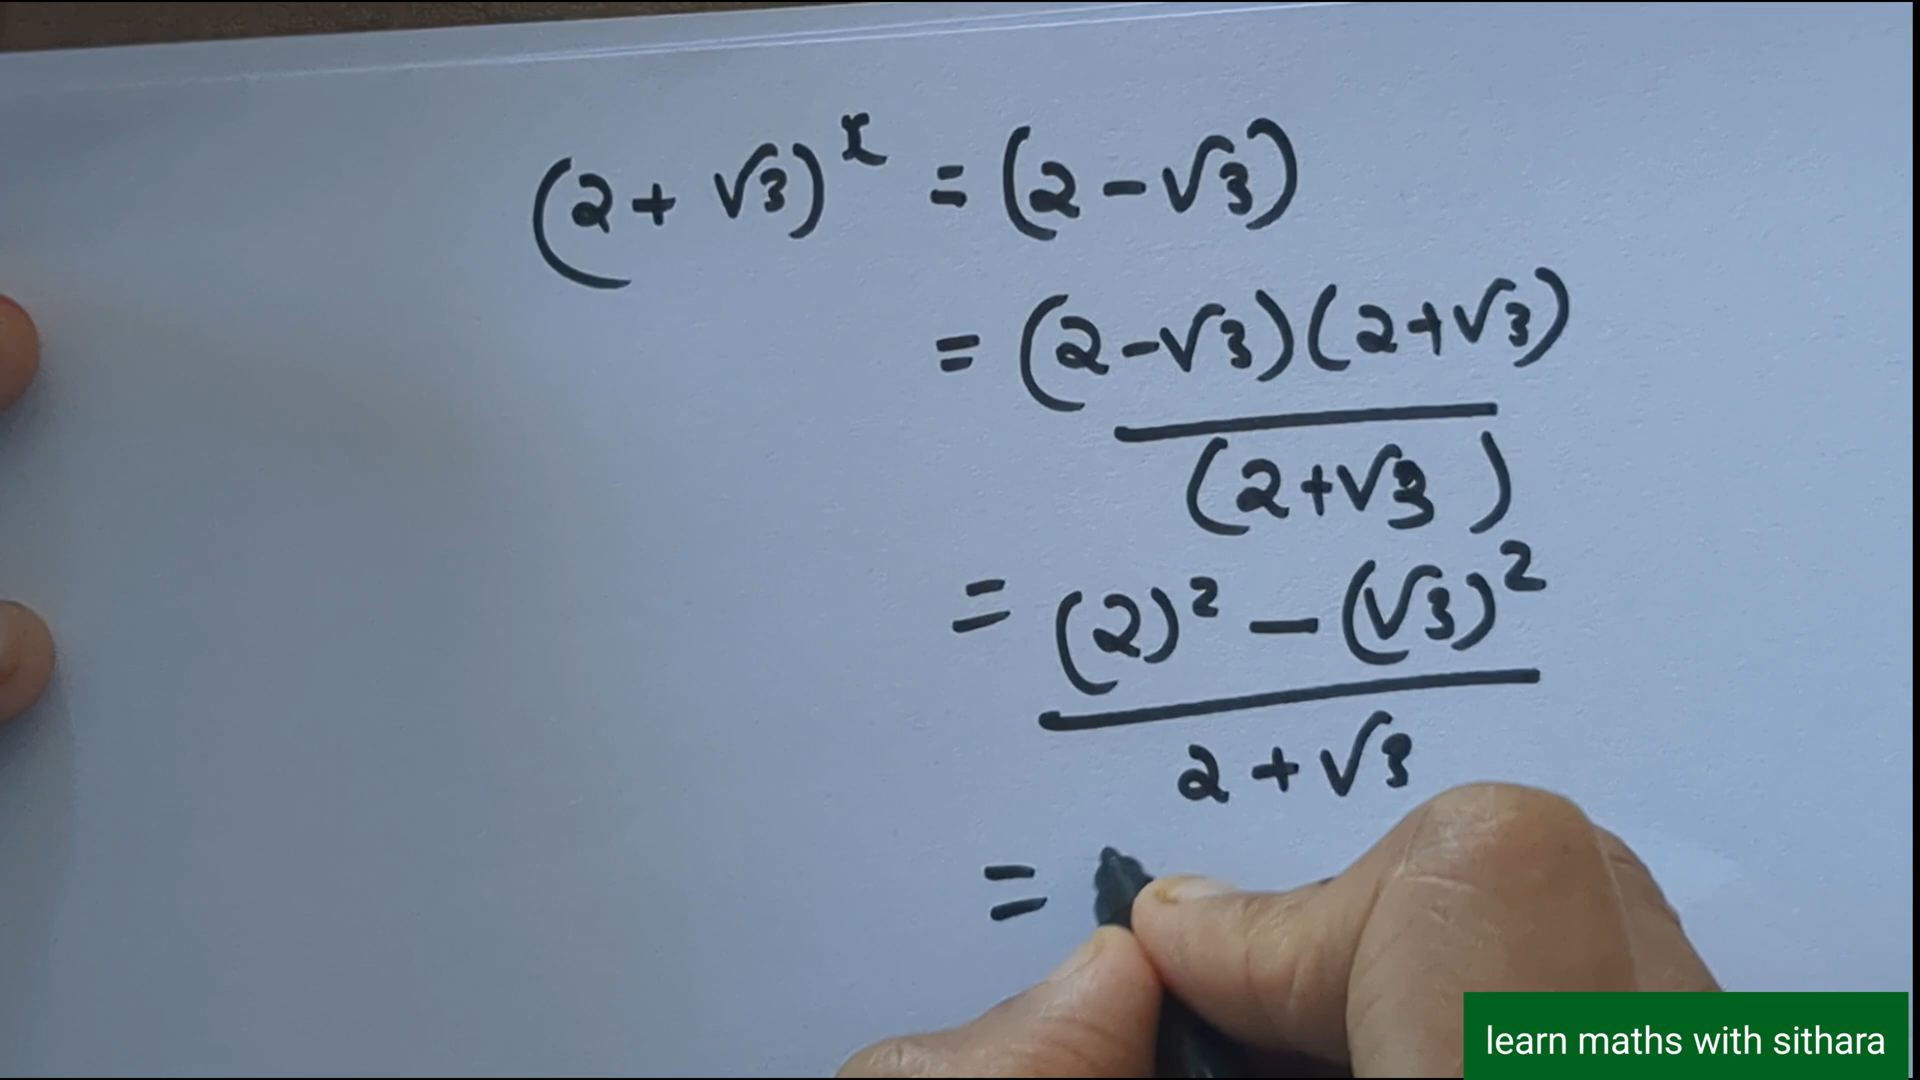 (2 + √3)ˣ = (2 - √3)
= (2 - √3)(2 + √3)
(2 + √3)
= (2)² - (√3)²
2 + √3
=
learn maths with sithara